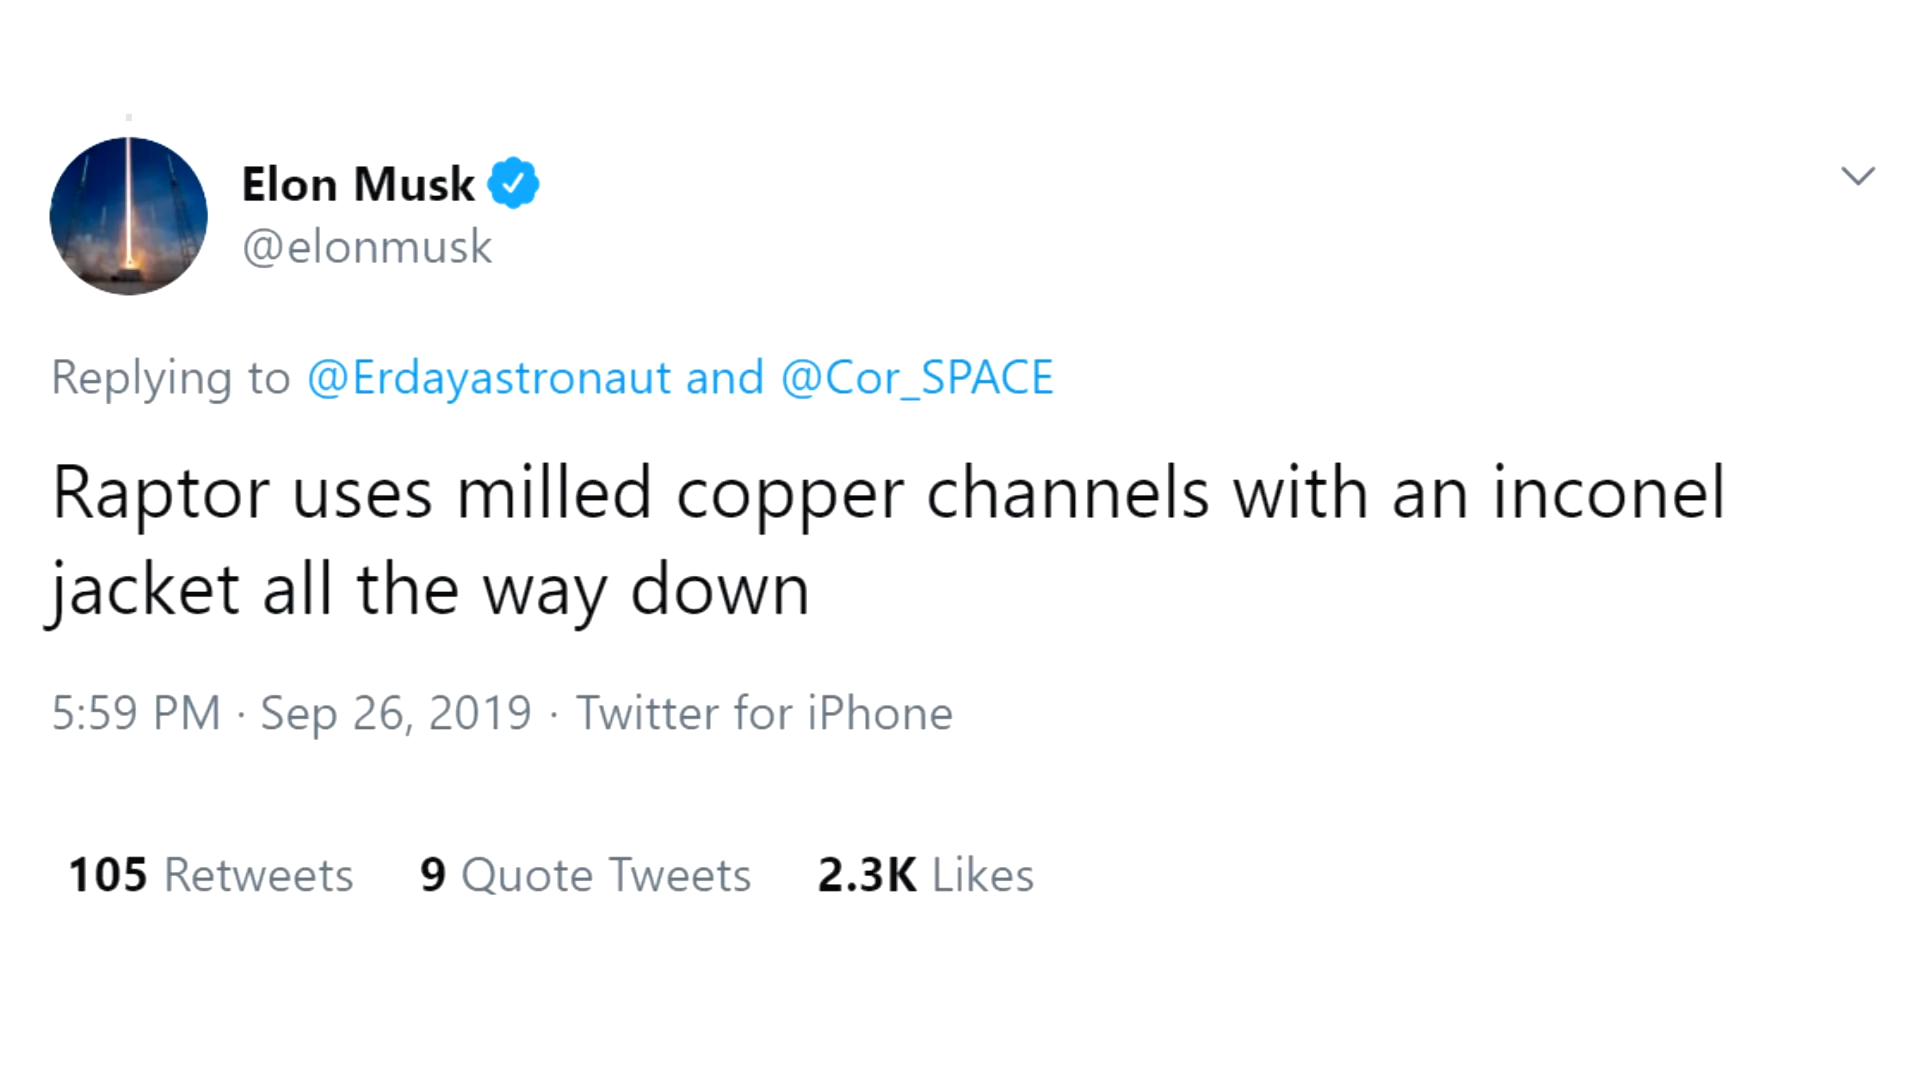 Elon Musk
@elonmusk
Replying to @Erdayastronaut and @Cor_SPACE
Raptor uses milled copper channels with an inconel
jacket all the way down
5:59 PM · Sep 26, 2019 · Twitter for iPhone
105 Retweets 9 Quote Tweets 2.3K Likes